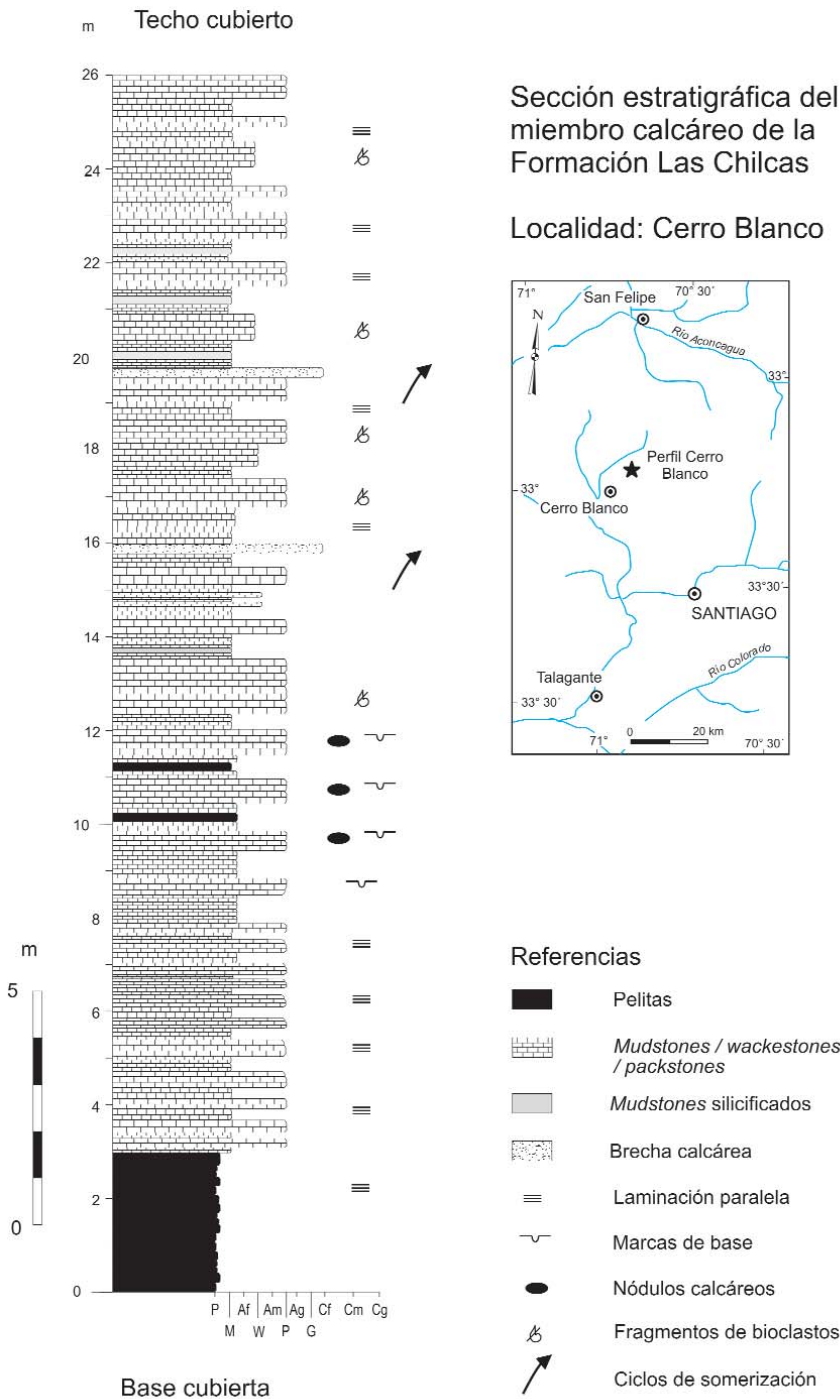 Techo cubierto
m
26
24
22
20
18
16
14
12
10
8
6
4
2
0
P Af Am Ag Cf Cm Cg
M W P G
Base cubierta
m
5
0
Sección estratigráfica del
miembro calcáreo de la
Formación Las Chilcas
Localidad: Cerro Blanco
71°
San Felipe
70° 30´
N
Río Aconcagua
33°
Perfil Cerro
Blanco
33°
Cerro Blanco
33°30´
SANTIAGO
Río Colorado
Talagante
33° 30´
0 20 km
71°
70° 30´
Referencias
Pelitas
Mudstones / wackestones
/ packstones
Mudstones silicificados
Brecha calcárea
Laminación paralela
Marcas de base
Nódulos calcáreos
Fragmentos de bioclastos
Ciclos de somerización